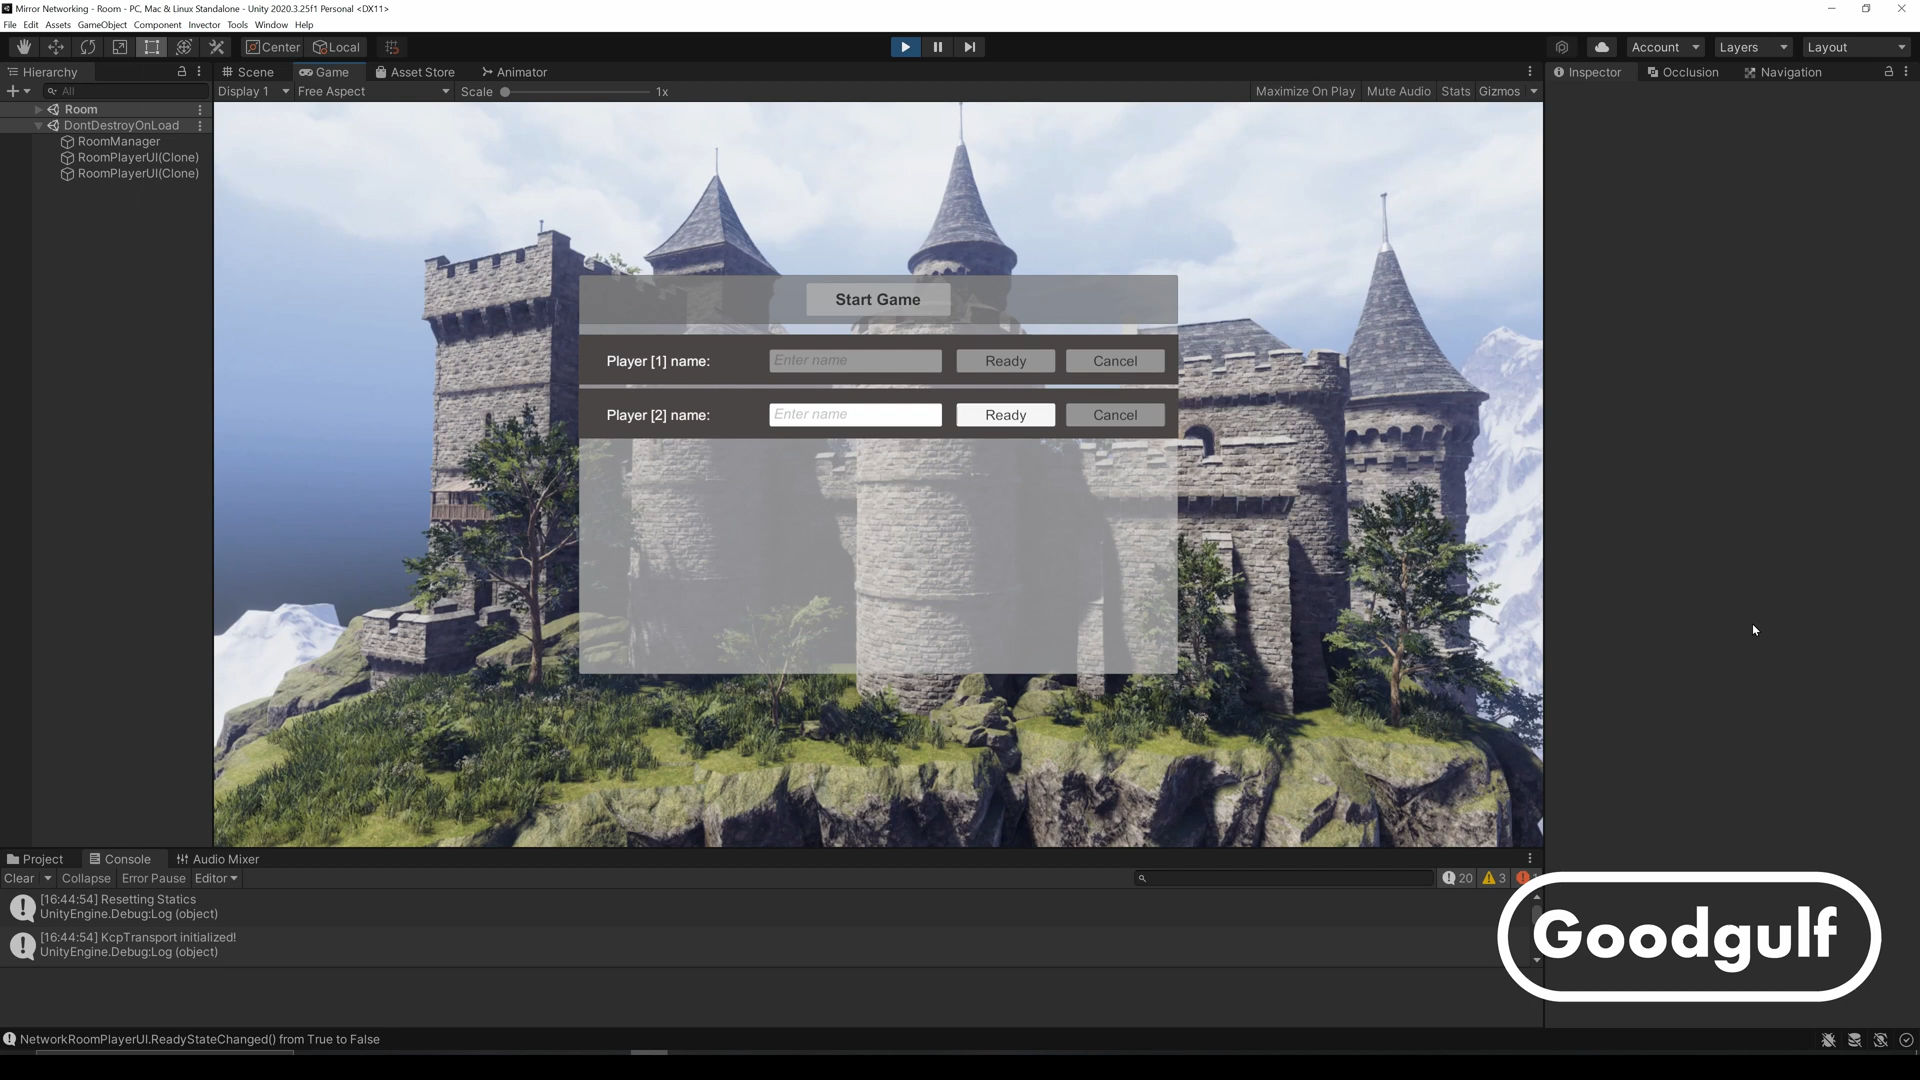 Mirror Networking - Room - PC, Mac & Linux Standalone - Unity 2020.3.25f1 Personal <DX11>
File Edit Assets GameObject Component Invector Tools Window Help
Center Local Account Layers Layout
Hierarchy Scene Game Asset Store Animator Inspector Occlusion Navigation
All Display 1 Free Aspect Scale 1x Maximize On Play Mute Audio Stats Gizmos
Room
DontDestroyOnLoad
RoomManager
RoomPlayerUI(Clone)
RoomPlayerUI(Clone)
Start Game
Player [1] name: Enter name Ready Cancel
Player [2] name: Enter name Ready Cancel
Project Console Audio Mixer
Clear Collapse Error Pause Editor 20 3
[16:44:54] Resetting Statics
UnityEngine.Debug:Log (object)
[16:44:54] KcpTransport initialized!
UnityEngine.Debug:Log (object)
Goodgulf
NetworkRoomPlayerUI.ReadyStateChanged() from True to False